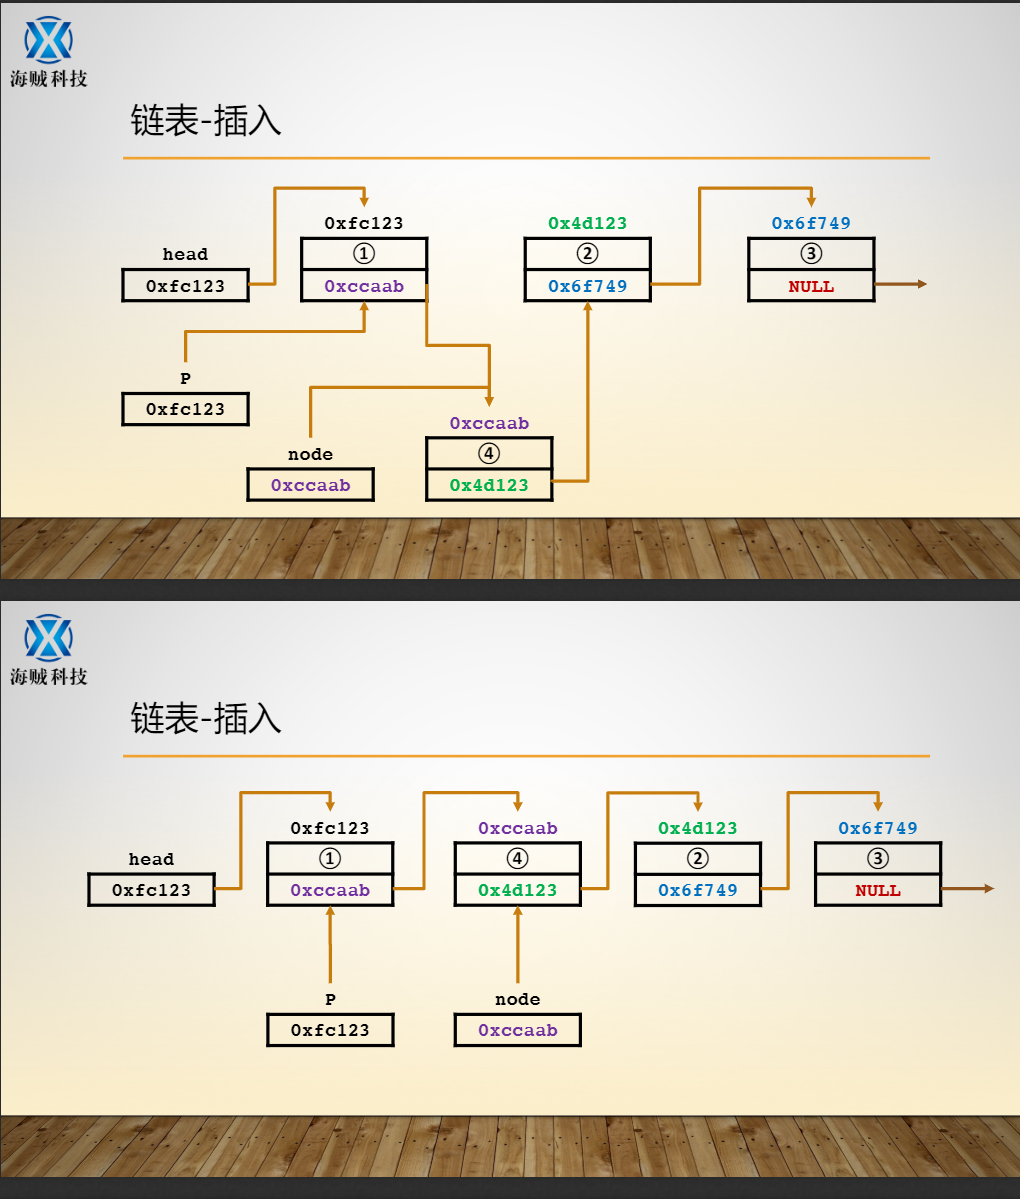 海贼科技
链表-插入
0xfc123
0x4d123
0x6f749
head
①
②
③
0xfc123
0xccaab
0x6f749
NULL
P
0xfc123
0xccaab
node
④
0xccaab
0x4d123
海贼科技
链表-插入
0xfc123
0xccaab
0x4d123
0x6f749
head
①
④
②
③
0xfc123
0xccaab
0x4d123
0x6f749
NULL
P
node
0xfc123
0xccaab